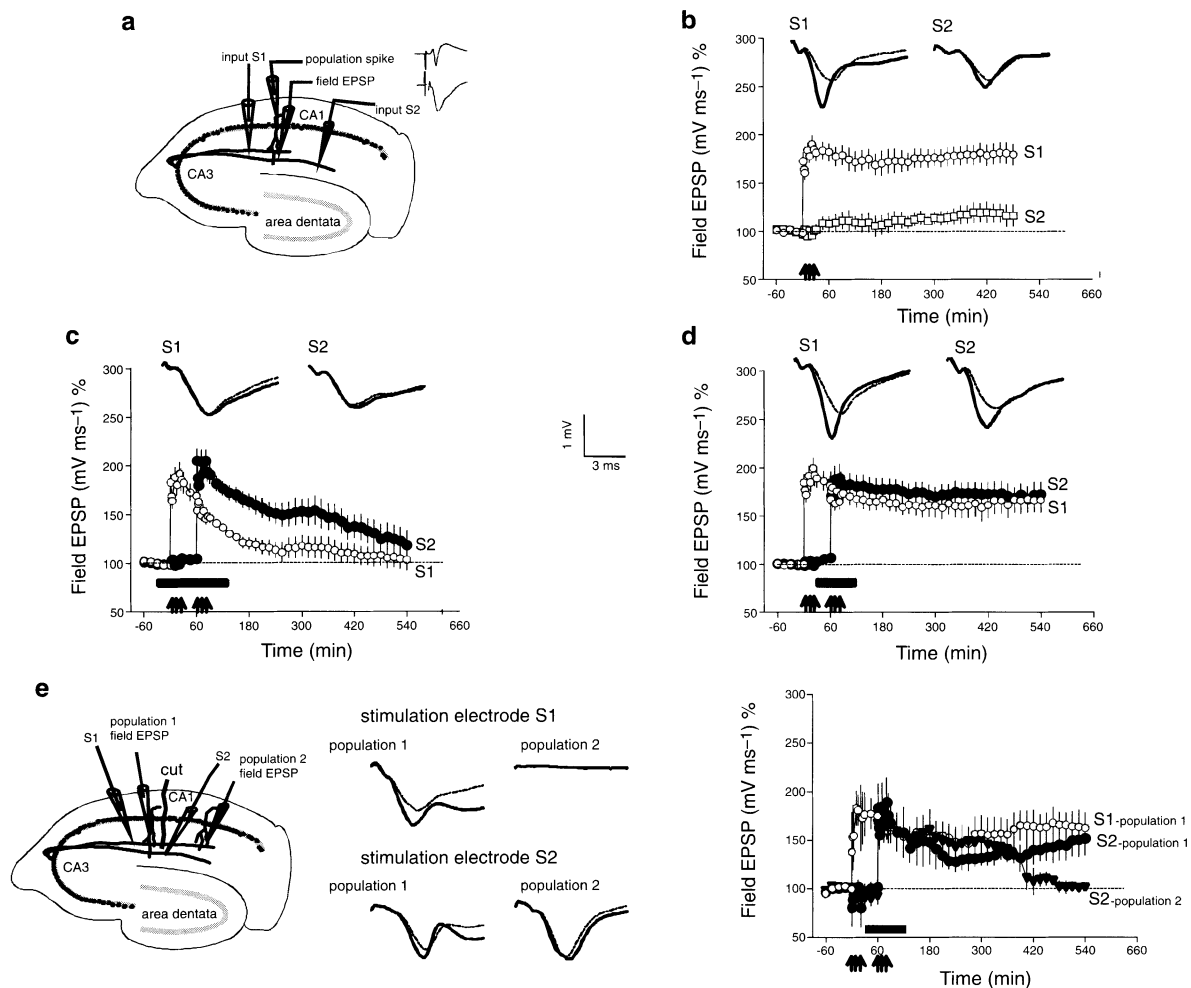 a
input S1
population spike
field EPSP
input S2
CA1
CA3
area dentata
b
S1
S2
300
250
200
150
100
50
Field EPSP (mV ms–1) %
S1
S2
-60
60
180
300
420
540
660
Time (min)
c
S1
S2
300
250
200
150
100
50
Field EPSP (mV ms–1) %
S2
S1
-60
60
180
300
420
540
660
Time (min)
1 mV
3 ms
d
S1
S2
300
250
200
150
100
50
Field EPSP (mV ms–1) %
S2
S1
-60
60
180
300
420
540
660
Time (min)
e
S1
population 1
field EPSP
cut
S2
population 2
field EPSP
CA1
CA3
area dentata
stimulation electrode S1
population 1
population 2
stimulation electrode S2
population 1
population 2
300
250
200
150
100
50
Field EPSP (mV ms–1) %
S1-population 1
S2-population 1
S2-population 2
-60
60
180
300
420
540
660
Time (min)